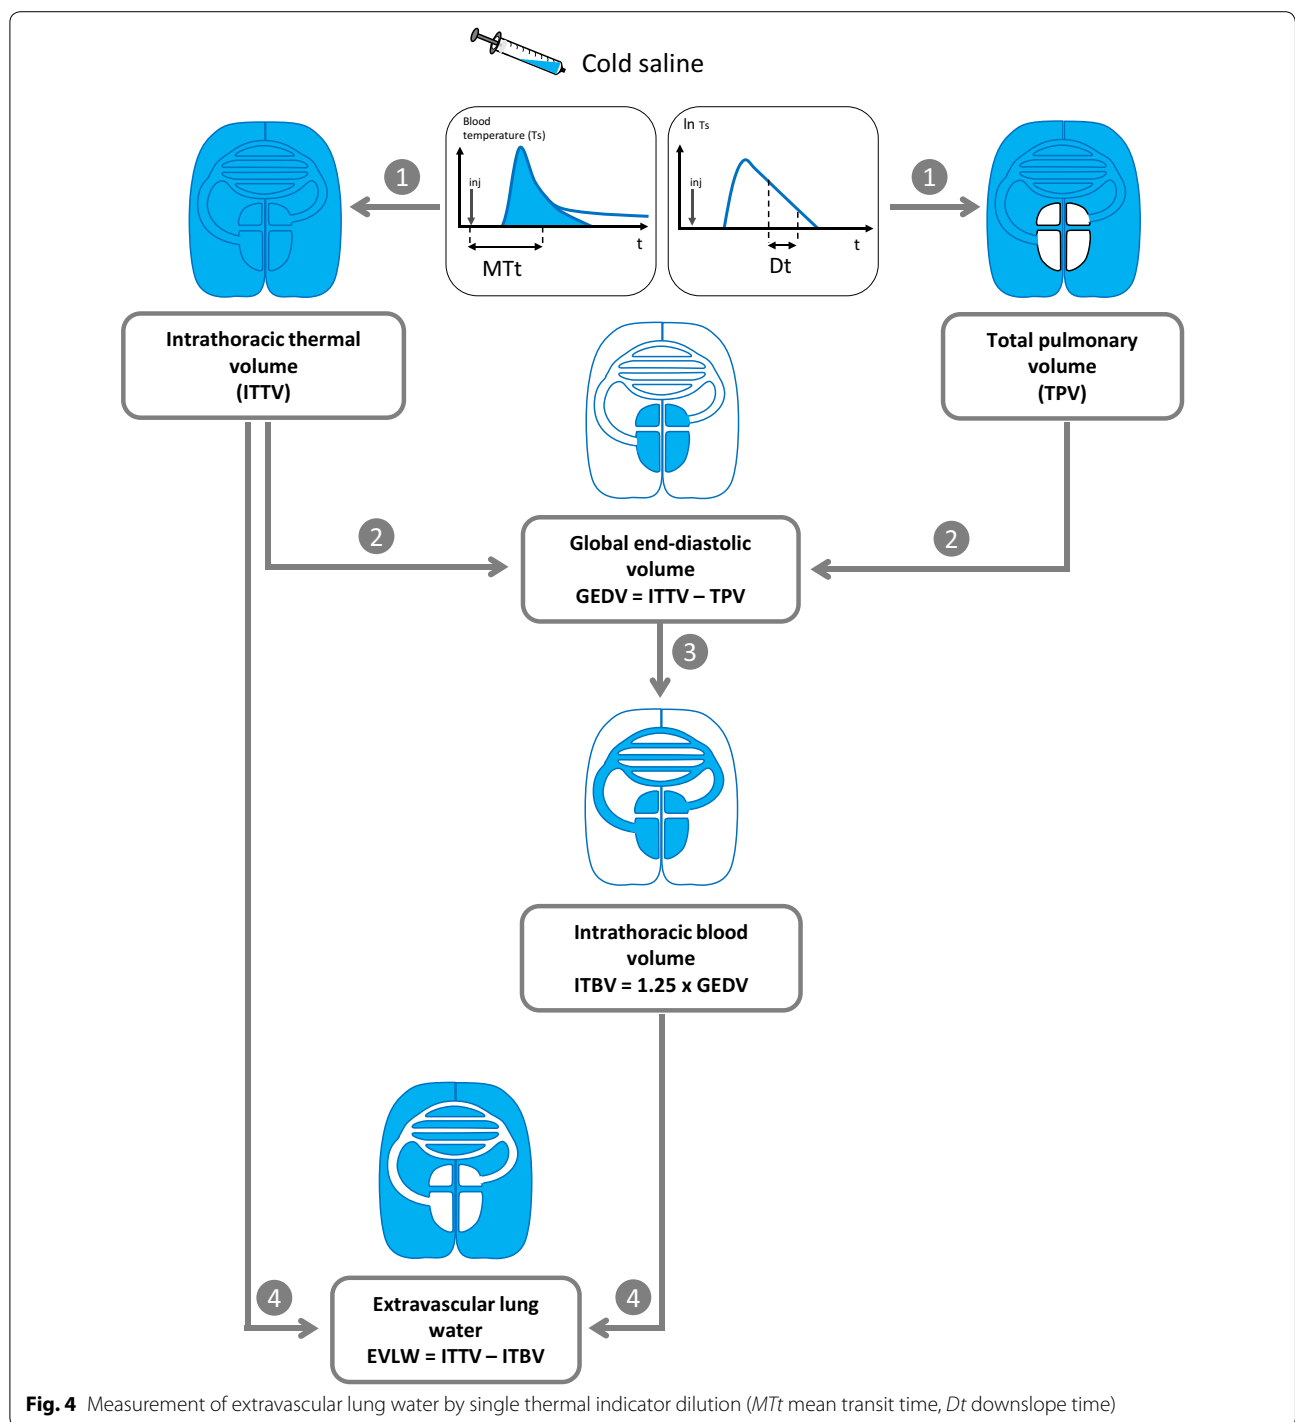 Cold saline
Blood
temperature (Ts)
inj
t
MTt
ln Ts
inj
t
Dt
1
1
Intrathoracic thermal
volume
(ITTV)
Total pulmonary
volume
(TPV)
2
2
Global end-diastolic
volume
GEDV = ITTV – TPV
3
Intrathoracic blood
volume
ITBV = 1.25 x GEDV
4
4
Extravascular lung
water
EVLW = ITTV – ITBV
Fig. 4 Measurement of extravascular lung water by single thermal indicator dilution (MTt mean transit time, Dt downslope time)